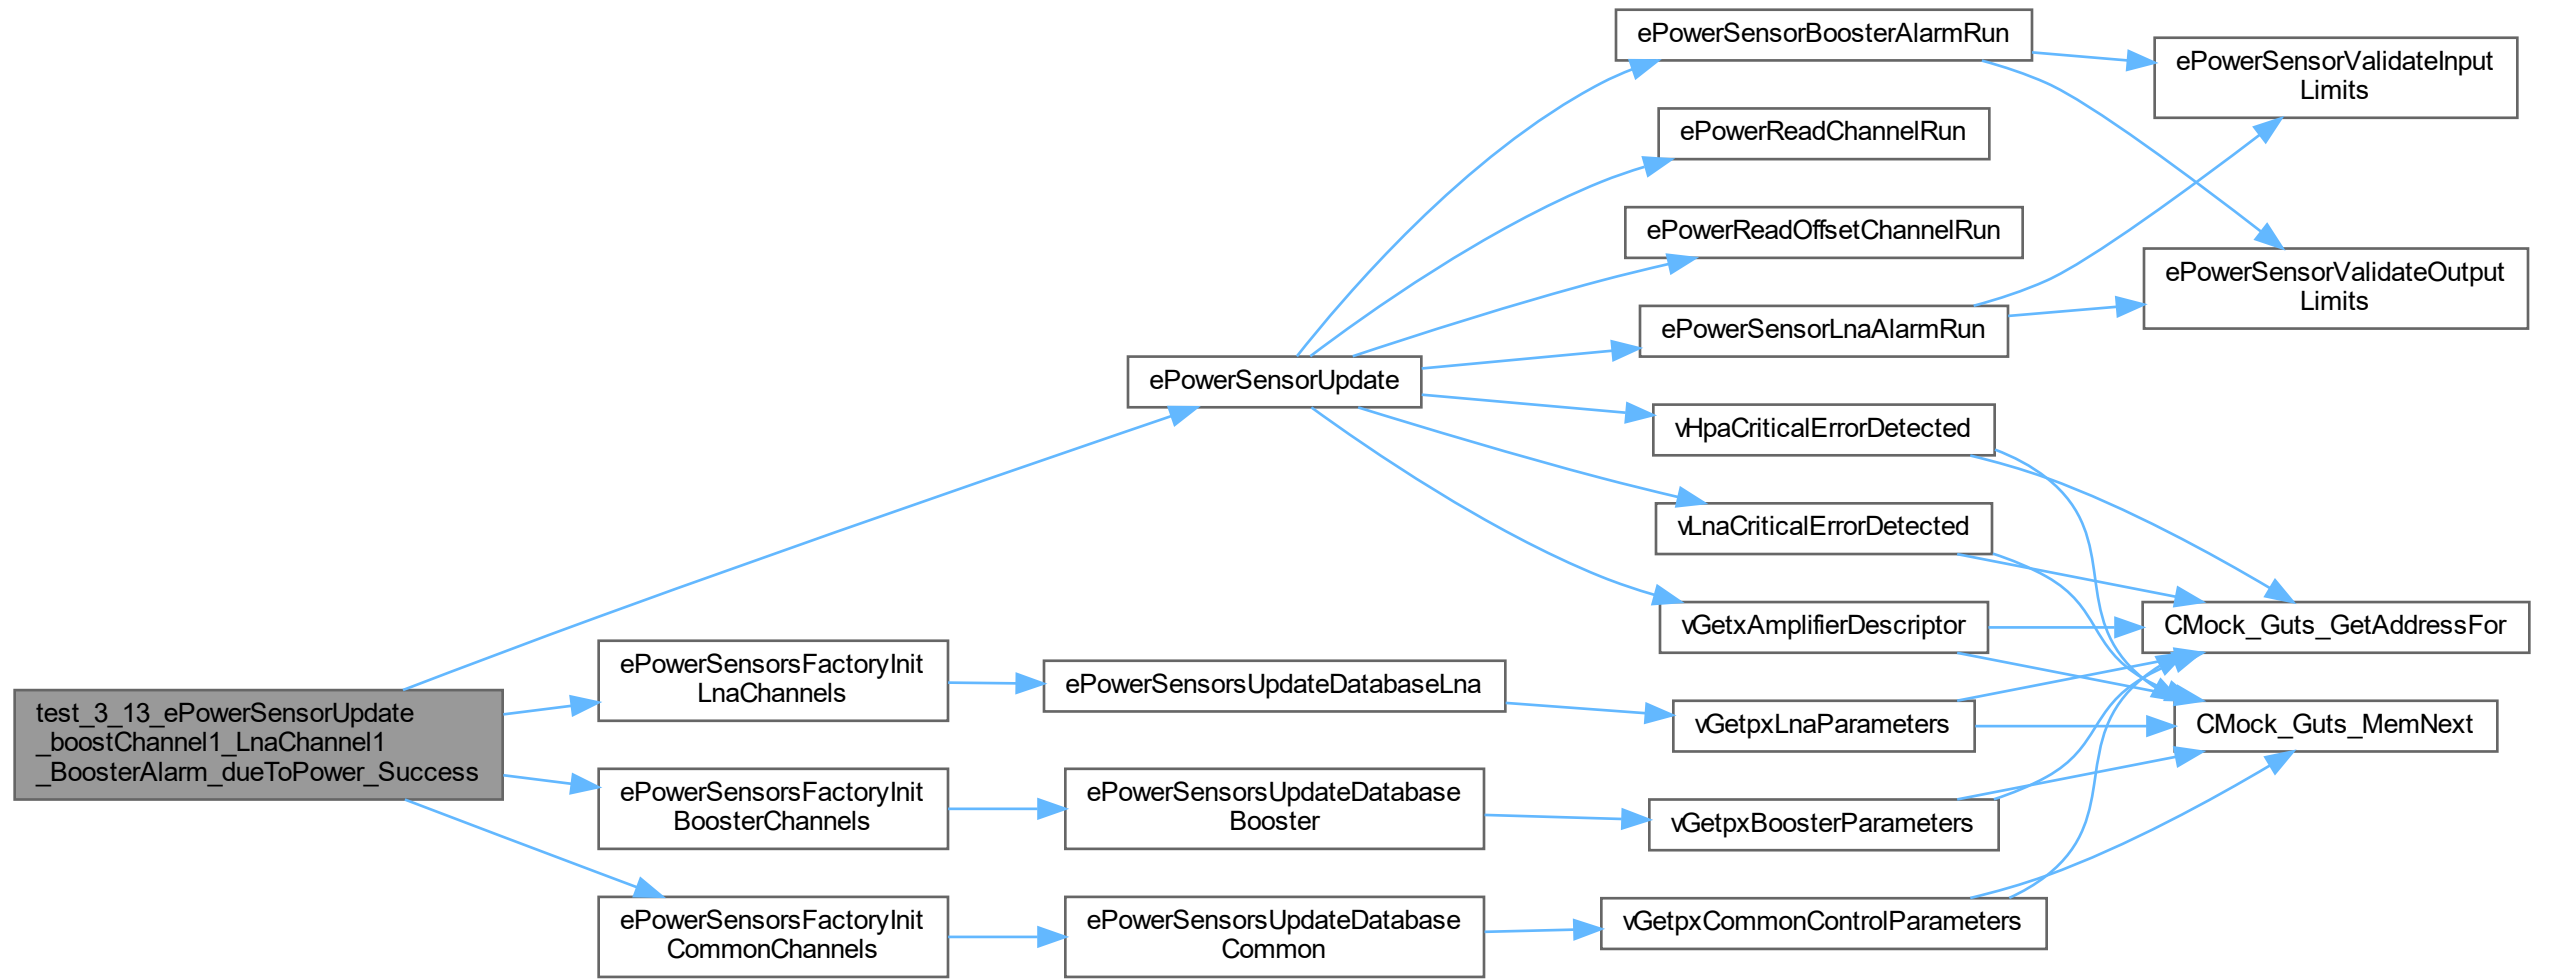 test_3_13_ePowerSensorUpdate
_boostChannel1_LnaChannel1
_BoosterAlarm_dueToPower_Success
ePowerSensorUpdate
ePowerSensorBoosterAlarmRun
ePowerSensorValidateInput
Limits
ePowerSensorValidateOutput
Limits
ePowerReadChannelRun
ePowerReadOffsetChannelRun
ePowerSensorLnaAlarmRun
vHpaCriticalErrorDetected
vLnaCriticalErrorDetected
vGetxAmplifierDescriptor
CMock_Guts_GetAddressFor
CMock_Guts_MemNext
ePowerSensorsFactoryInit
LnaChannels
ePowerSensorsUpdateDatabaseLna
vGetpxLnaParameters
ePowerSensorsFactoryInit
BoosterChannels
ePowerSensorsUpdateDatabase
Booster
vGetpxBoosterParameters
ePowerSensorsFactoryInit
CommonChannels
ePowerSensorsUpdateDatabase
Common
vGetpxCommonControlParameters